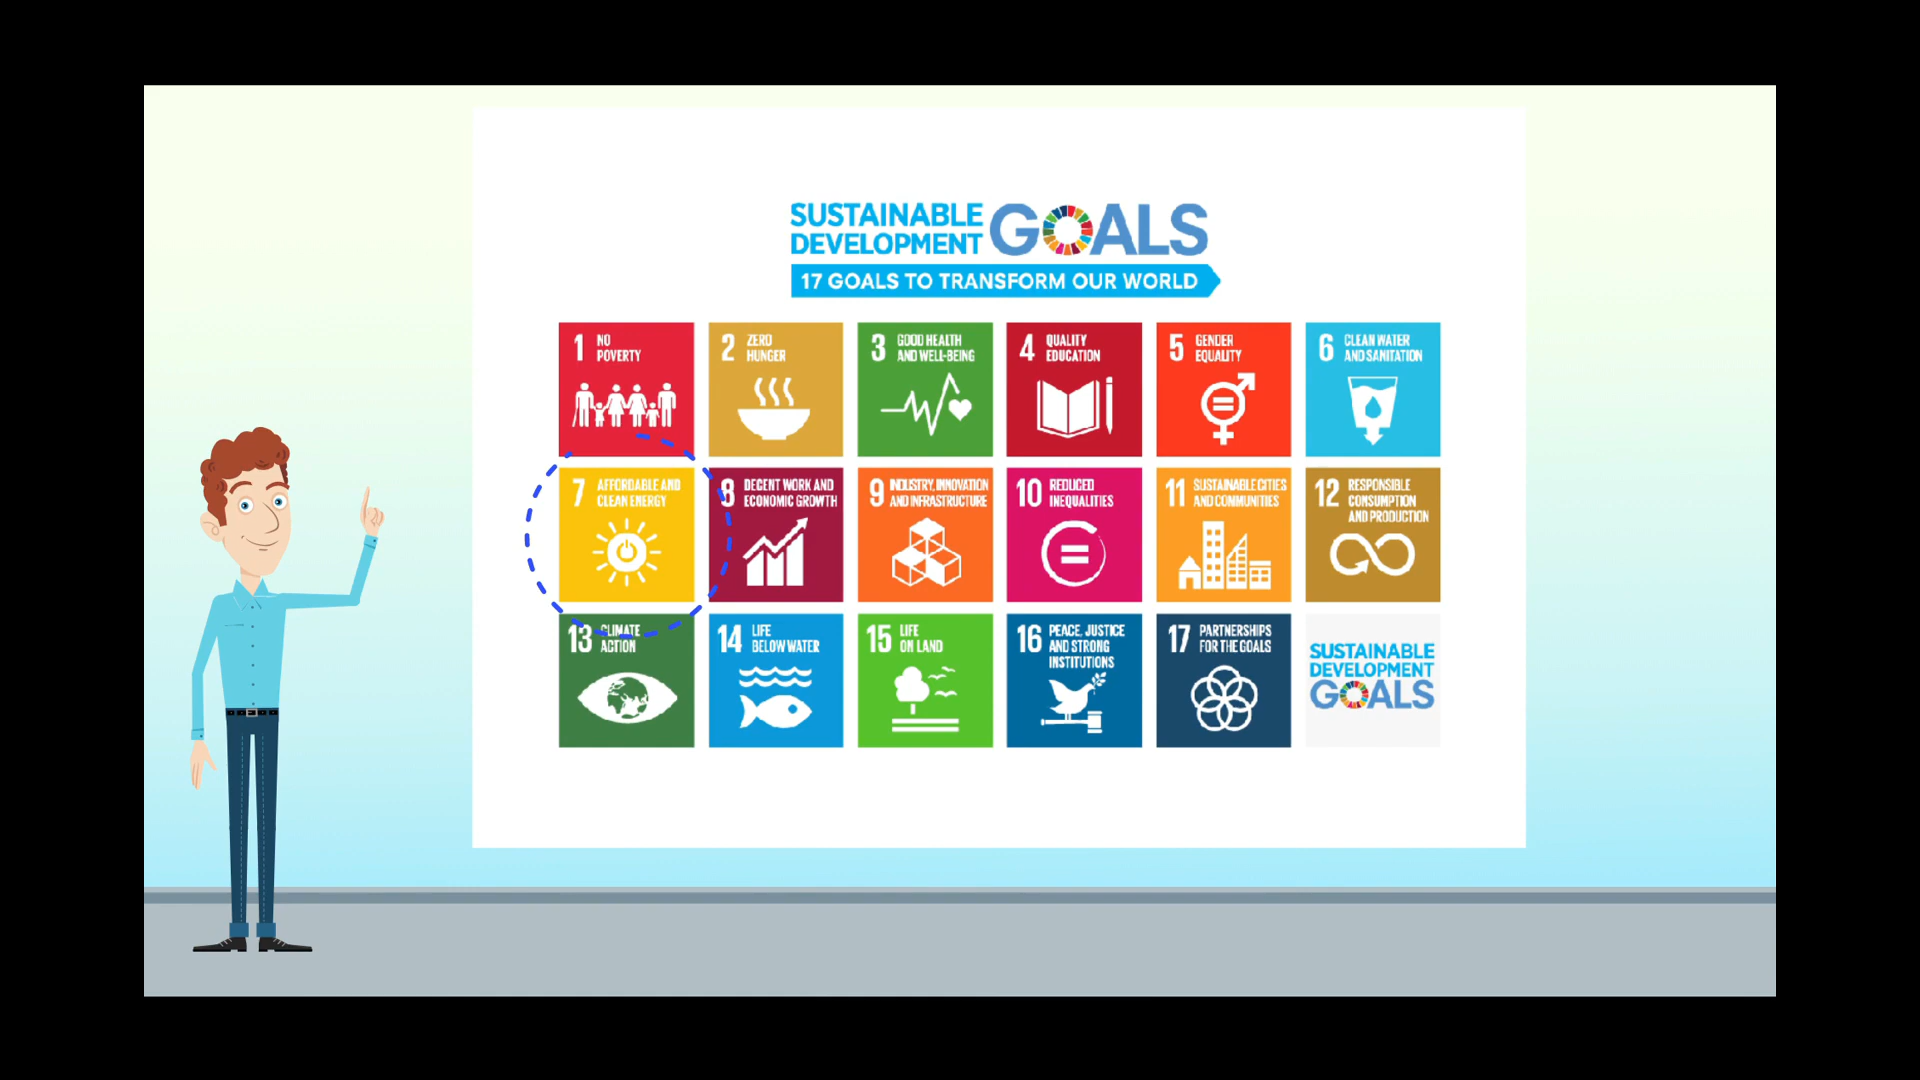 SUSTAINABLE
DEVELOPMENT
GOALS
17 GOALS TO TRANSFORM OUR WORLD
1 NO
POVERTY
2 ZERO
HUNGER
3 GOOD HEALTH
AND WELL-BEING
4 QUALITY
EDUCATION
5 GENDER
EQUALITY
6 CLEAN WATER
AND SANITATION
7 AFFORDABLE AND
CLEAN ENERGY
8 DECENT WORK AND
ECONOMIC GROWTH
9 INDUSTRY, INNOVATION
AND INFRASTRUCTURE
10 REDUCED
INEQUALITIES
11 SUSTAINABLE CITIES
AND COMMUNITIES
12 RESPONSIBLE
CONSUMPTION
AND PRODUCTION
13 CLIMATE
ACTION
14 LIFE
BELOW WATER
15 LIFE
ON LAND
16 PEACE, JUSTICE
AND STRONG
INSTITUTIONS
17 PARTNERSHIPS
FOR THE GOALS
SUSTAINABLE
DEVELOPMENT
GOALS